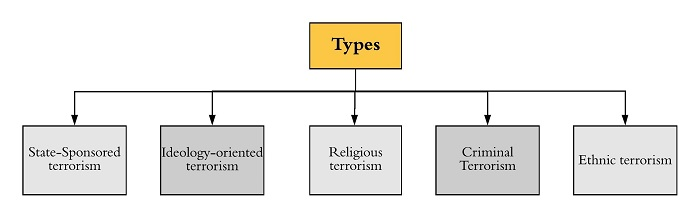 Types
State-Sponsored
terrorism
Ideology-oriented
terrorism
Religious
terrorism
Criminal
Terrorism
Ethnic terrorism